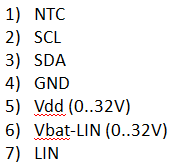 1) NTC
2) SCL
3) SDA
4) GND
5) Vdd (0..32V)
6) Vbat-LIN (0..32V)
7) LIN